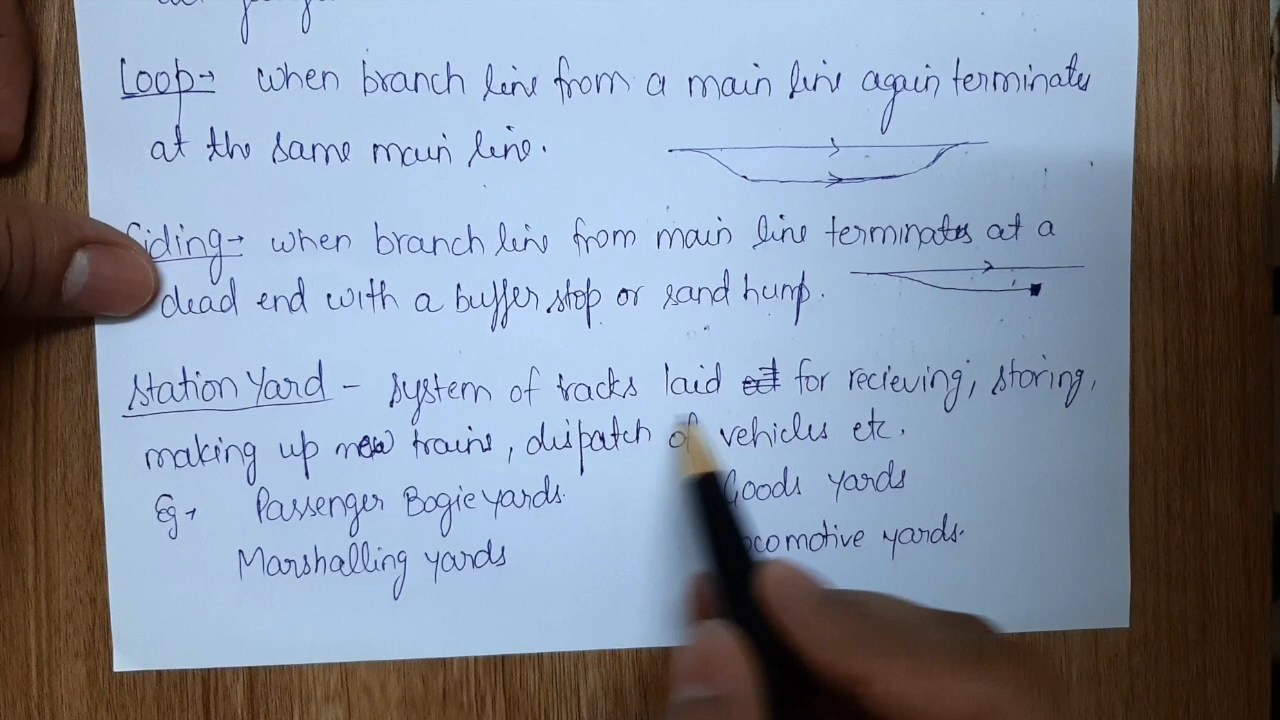 Loop→ when branch line from a main line again terminates
at the same main line.
Siding→ when branch line from main line terminates at a
dead end with a buffer stop or sand hump.
Station Yard - System of tracks laid for recieving, storing,
making up new trains, dispatch of vehicles etc.
Eg→ Passenger Bogie yards. Goods yards
Marshalling yards Locomotive yards.